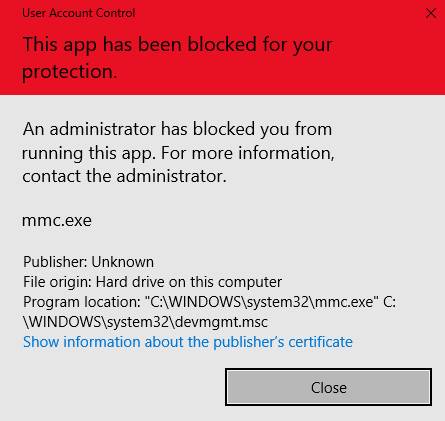 User Account Control
This app has been blocked for your
protection.
An administrator has blocked you from
running this app. For more information,
contact the administrator.
mmc.exe
Publisher: Unknown
File origin: Hard drive on this computer
Program location: "C:\WINDOWS\system32\mmc.exe" C:
\WINDOWS\system32\devmgmt.msc
Show information about the publisher's certificate
Close